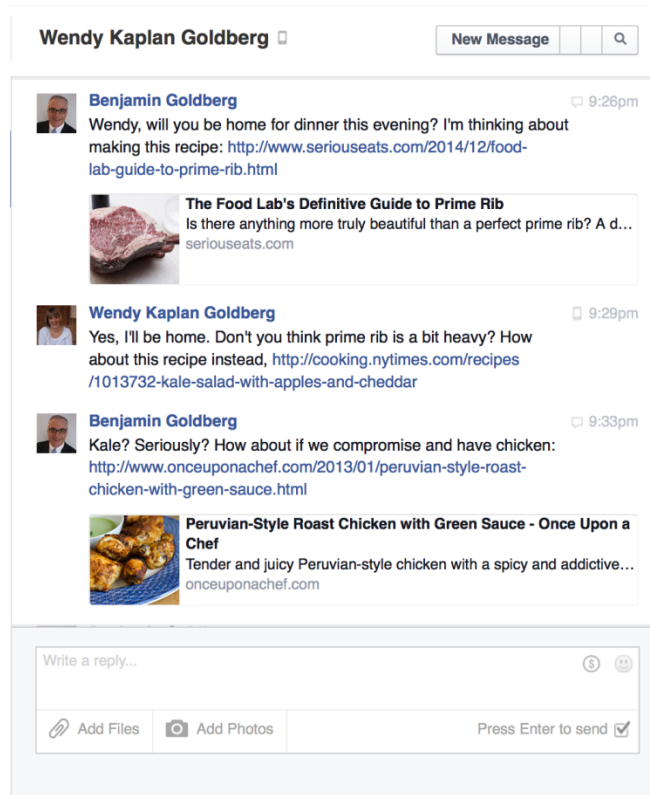 Wendy Kaplan Goldberg
New Message
Benjamin Goldberg
9:26pm
Wendy, will you be home for dinner this evening? I'm thinking about
making this recipe: http://www.seriouseats.com/2014/12/food-
lab-guide-to-prime-rib.html
The Food Lab's Definitive Guide to Prime Rib
Is there anything more truly beautiful than a perfect prime rib? A d...
seriouseats.com
Wendy Kaplan Goldberg
9:29pm
Yes, I'll be home. Don't you think prime rib is a bit heavy? How
about this recipe instead, http://cooking.nytimes.com/recipes
/1013732-kale-salad-with-apples-and-cheddar
Benjamin Goldberg
9:33pm
Kale? Seriously? How about if we compromise and have chicken:
http://www.onceuponachef.com/2013/01/peruvian-style-roast-
chicken-with-green-sauce.html
Peruvian-Style Roast Chicken with Green Sauce - Once Upon a
Chef
Tender and juicy Peruvian-style chicken with a spicy and addictive...
onceuponachef.com
Write a reply...
Add Files
Add Photos
Press Enter to send